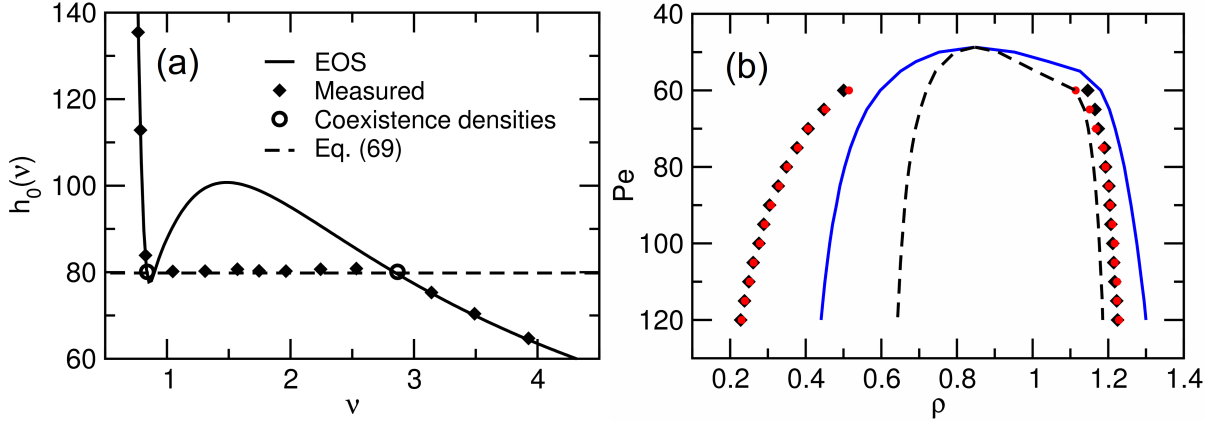 140
120
100
80
60
h₀(ν)
(a)
EOS
Measured
Coexistence densities
Eq. (69)
1
2
3
4
ν
40
60
80
100
120
Pe
(b)
0.2
0.4
0.6
0.8
1
1.2
1.4
ρ